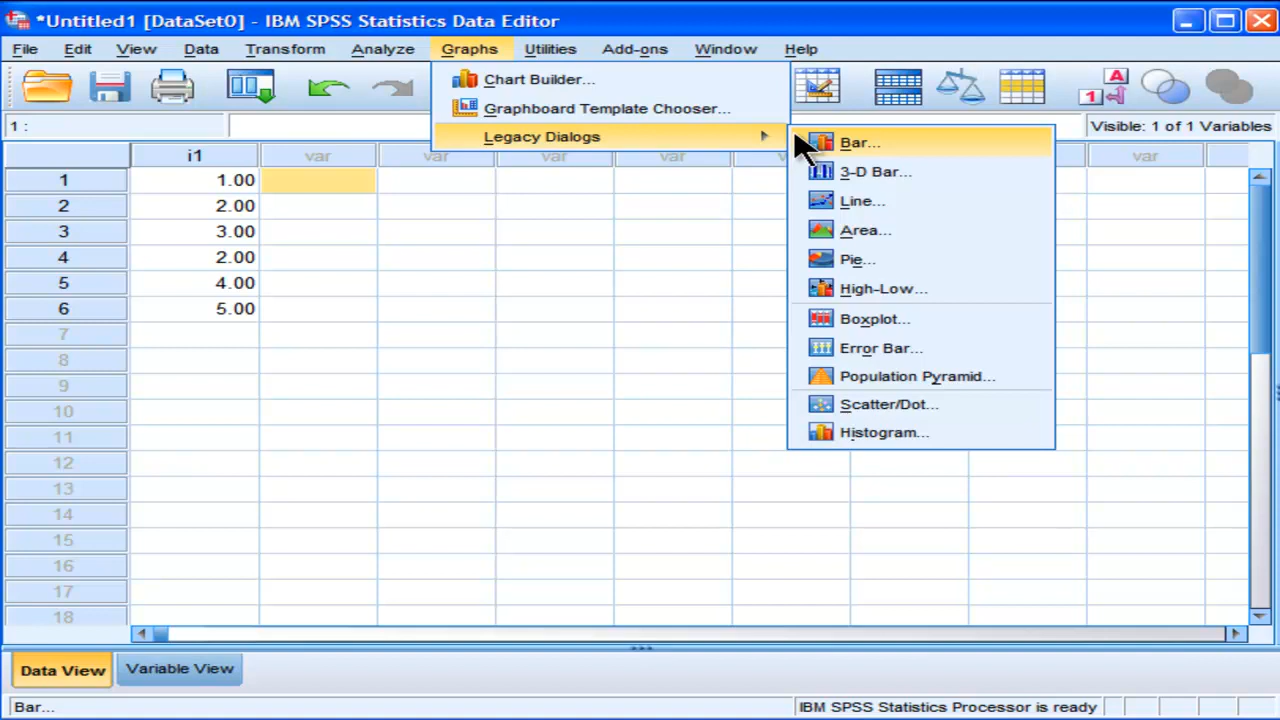 *Untitled1 [DataSet0] - IBM SPSS Statistics Data Editor
File Edit View Data Transform Analyze Graphs Utilities Add-ons Window Help
Chart Builder...
Graphboard Template Chooser...
Legacy Dialogs
1 :
Visible: 1 of 1 Variables
Bar...
3-D Bar...
Line...
Area...
Pie...
High-Low...
Boxplot...
Error Bar...
Population Pyramid...
Scatter/Dot...
Histogram...
i1 var var var var var
1 1.00
2 2.00
3 3.00
4 2.00
5 4.00
6 5.00
7
8
9
10
11
12
13
14
15
16
17
18
Data View Variable View
Bar... IBM SPSS Statistics Processor is ready